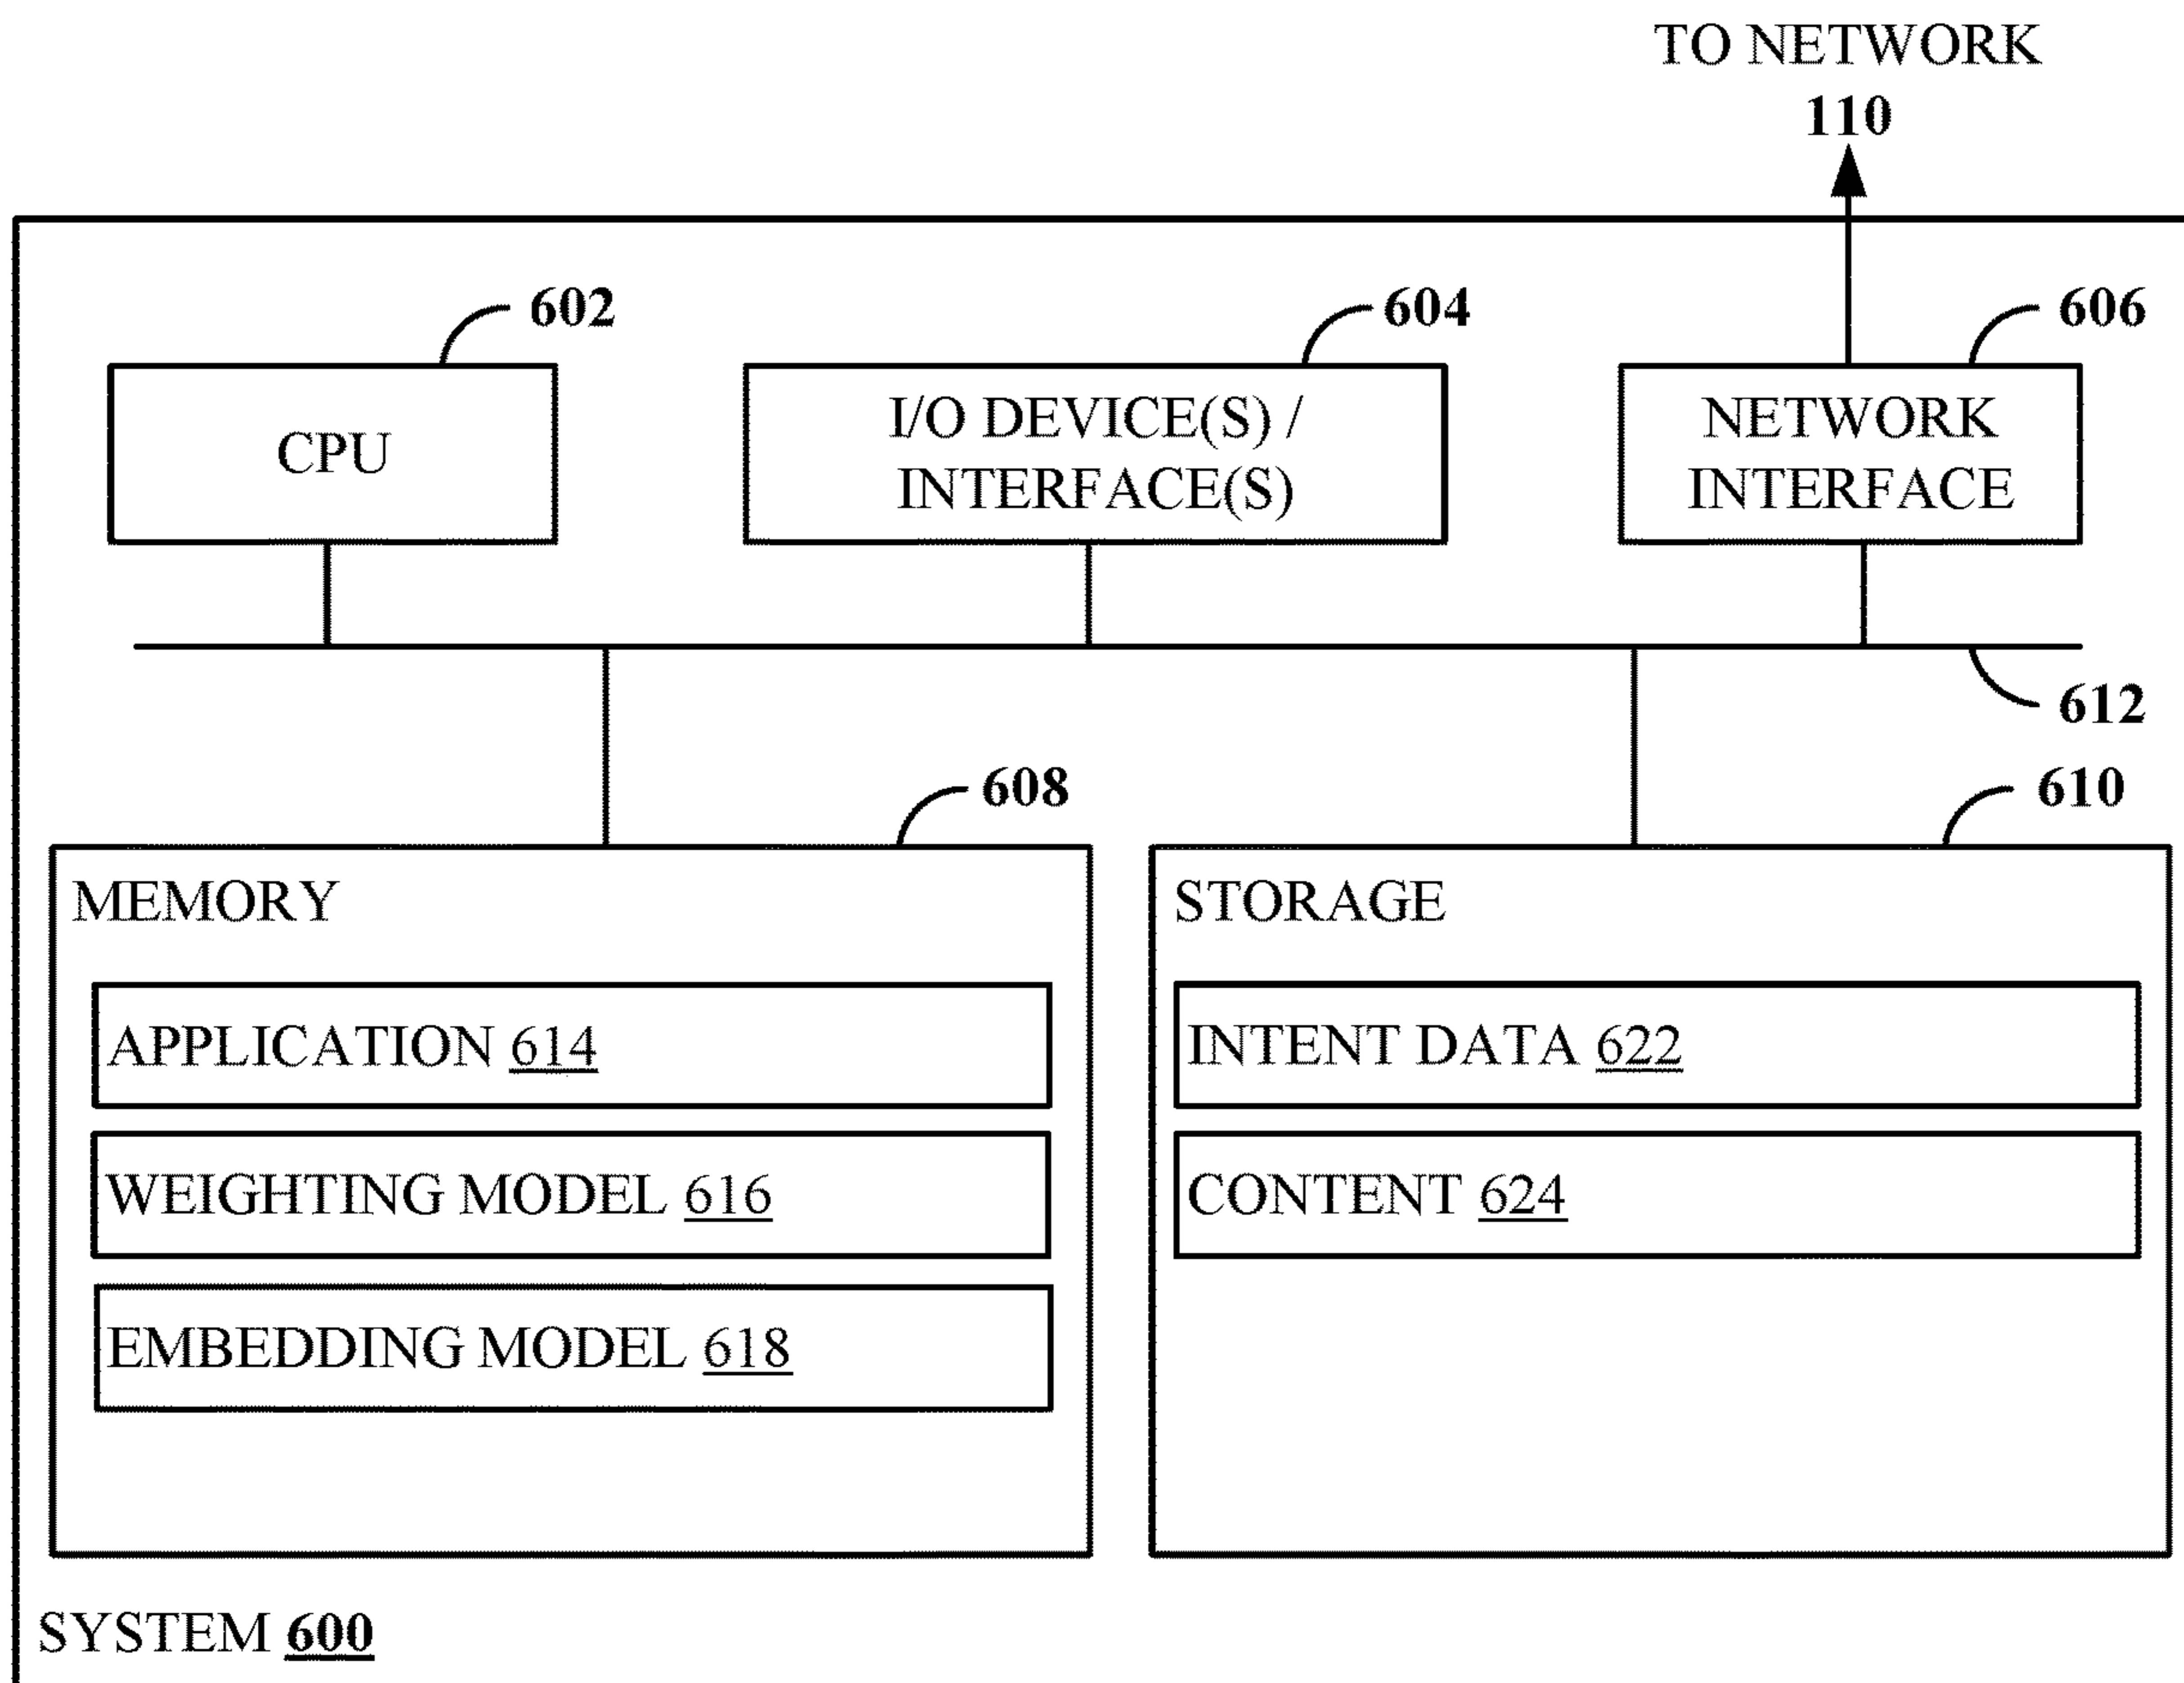 TO NETWORK
110
602
604
606
CPU
I/O DEVICE(S) /
INTERFACE(S)
NETWORK
INTERFACE
612
608
610
MEMORY
APPLICATION 614
WEIGHTING MODEL 616
EMBEDDING MODEL 618
STORAGE
INTENT DATA 622
CONTENT 624
SYSTEM 600